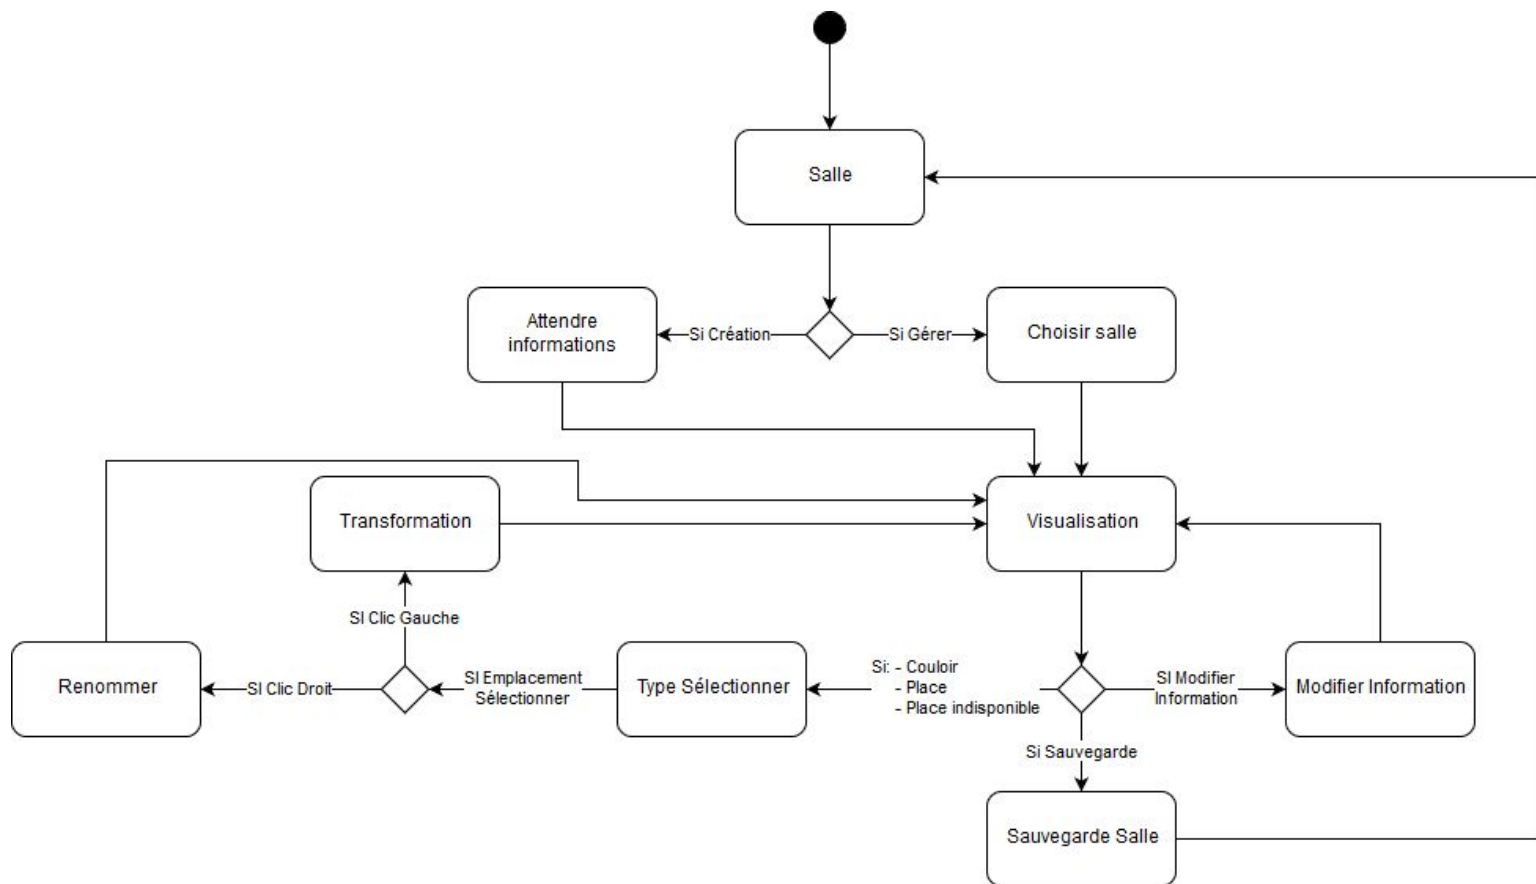 Salle
Attendre
informations
Si Création
Si Gérer
Choisir salle
Transformation
Visualisation
SI Clic Gauche
Renommer
SI Clic Droit
SI Emplacement
Sélectionner
Type Sélectionner
Si: - Couloir
- Place
- Place indisponible
SI Modifier
Information
Modifier Information
Si Sauvegarde
Sauvegarde Salle